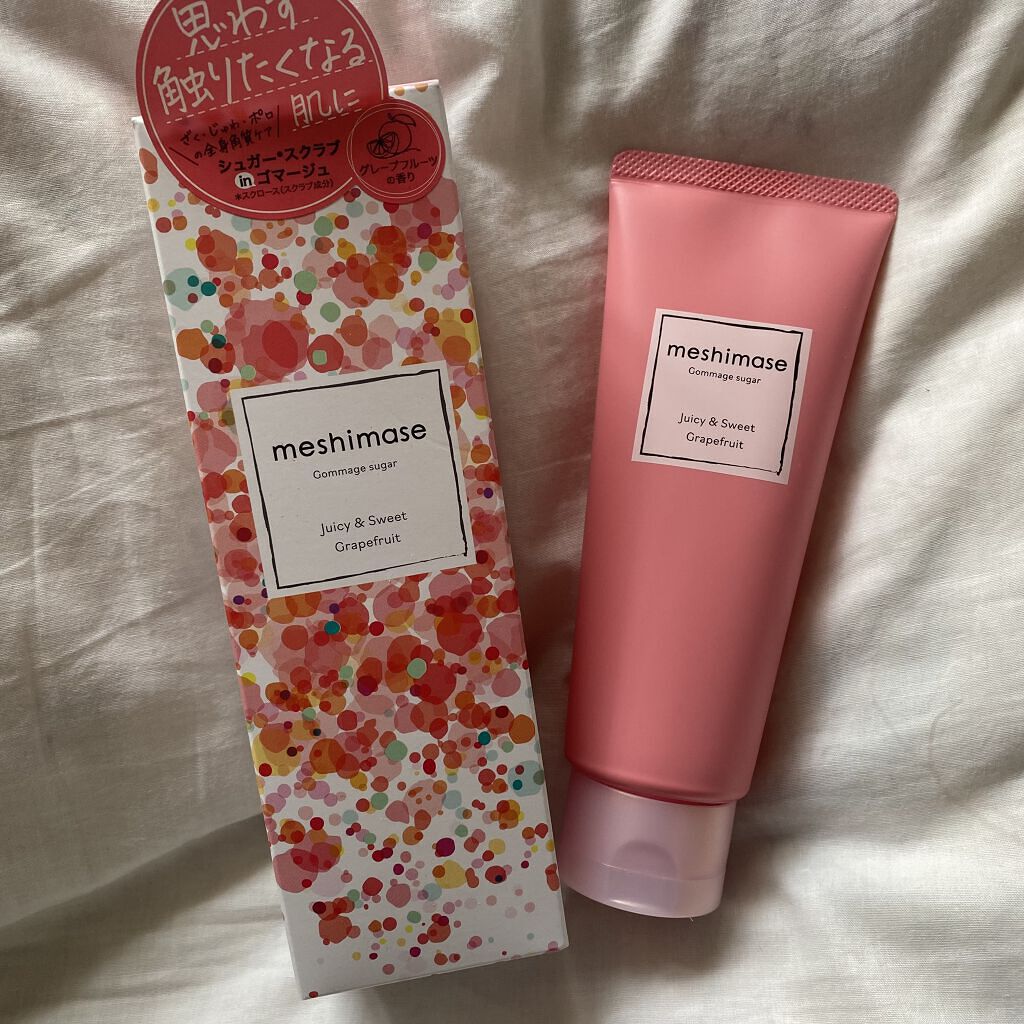 思わず
触りたくなる
肌に
ざく・じゅわ・ポロ
の全身角質ケア
シュガー*スクラブ
in ゴマージュ
*スクロース(スクラブ成分)
グレープフルーツ
の香り
meshimase
Gommage sugar
Juicy & Sweet
Grapefruit
meshimase
Gommage sugar
Juicy & Sweet
Grapefruit